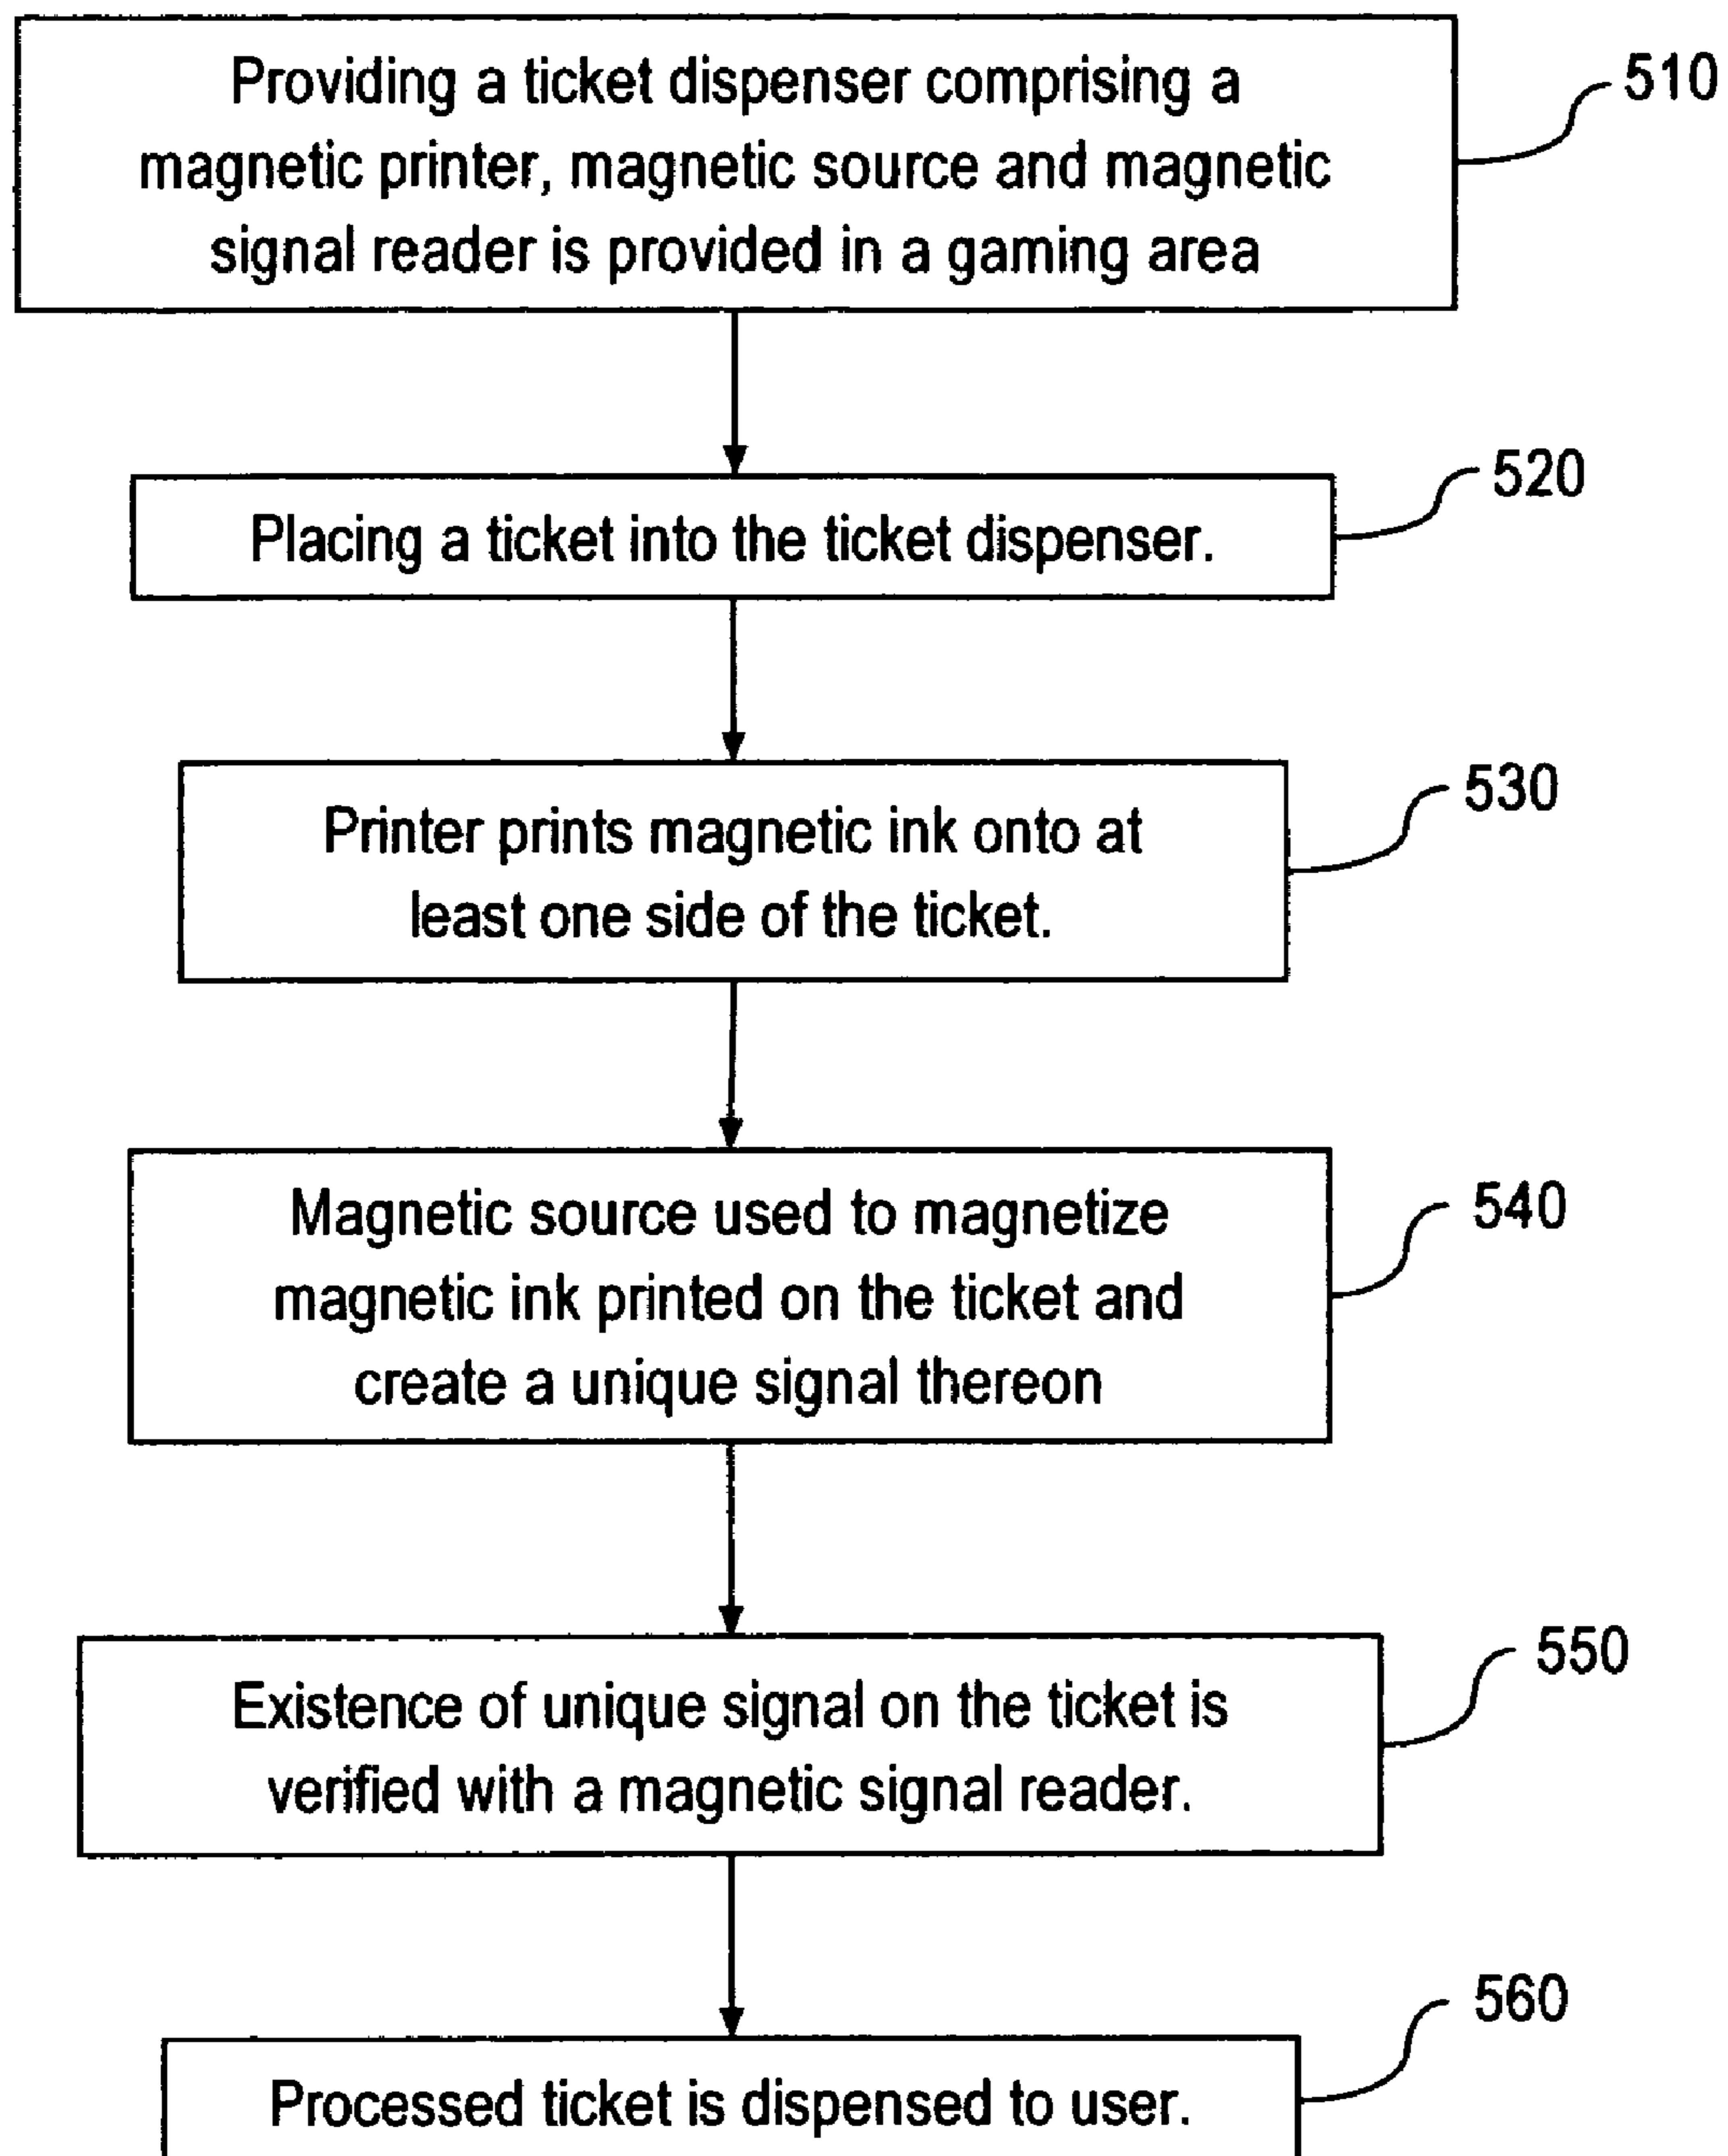 Providing a ticket dispenser comprising a
magnetic printer, magnetic source and magnetic
signal reader is provided in a gaming area
510
Placing a ticket into the ticket dispenser.
520
Printer prints magnetic ink onto at
least one side of the ticket.
530
Magnetic source used to magnetize
magnetic ink printed on the ticket and
create a unique signal thereon
540
Existence of unique signal on the ticket is
verified with a magnetic signal reader.
550
Processed ticket is dispensed to user.
560